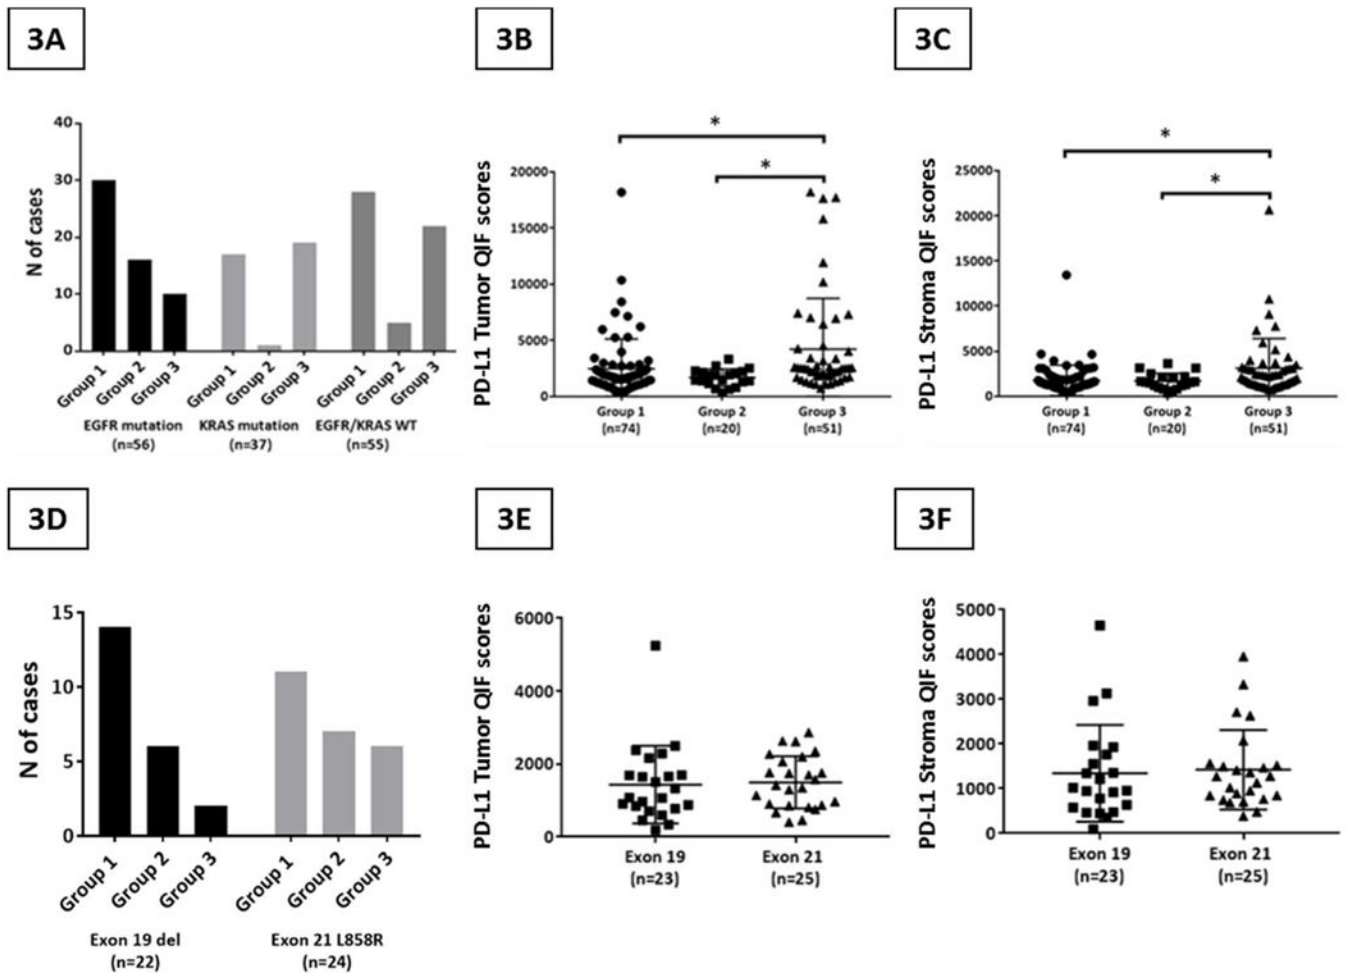 3A
N of cases
40
30
20
10
0
Group 1
Group 2
Group 3
Group 1
Group 2
Group 3
Group 1
Group 2
Group 3
EGFR mutation
(n=56)
KRAS mutation
(n=37)
EGFR/KRAS WT
(n=55)
3B
PD-L1 Tumor QIF scores
20000
15000
10000
5000
0
*
*
Group 1
(n=74)
Group 2
(n=20)
Group 3
(n=51)
3C
PD-L1 Stroma QIF scores
25000
20000
15000
10000
5000
0
*
*
Group 1
(n=74)
Group 2
(n=20)
Group 3
(n=51)
3D
N of cases
15
10
5
0
Group 1
Group 2
Group 3
Group 1
Group 2
Group 3
Exon 19 del
(n=22)
Exon 21 L858R
(n=24)
3E
PD-L1 Tumor QIF scores
6000
4000
2000
0
Exon 19
(n=23)
Exon 21
(n=25)
3F
PD-L1 Stroma QIF scores
5000
4000
3000
2000
1000
0
Exon 19
(n=23)
Exon 21
(n=25)